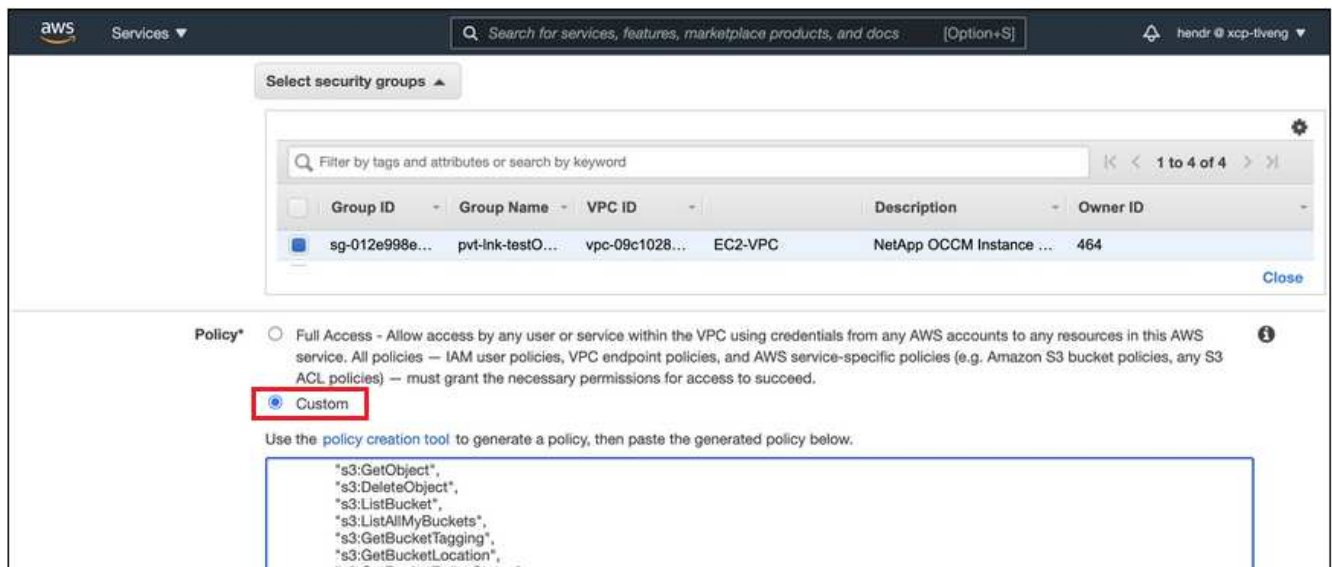 aws Services ▼ Search for services, features, marketplace products, and docs [Option+S] hendr @ xcp-tlveng ▼
Select security groups ▲
Filter by tags and attributes or search by keyword |< < 1 to 4 of 4 > >|
Group ID Group Name VPC ID Description Owner ID
sg-012e998e... pvt-lnk-testO... vpc-09c1028... EC2-VPC NetApp OCCM Instance ... 464
Close
Policy* Full Access - Allow access by any user or service within the VPC using credentials from any AWS accounts to any resources in this AWS
service. All policies — IAM user policies, VPC endpoint policies, and AWS service-specific policies (e.g. Amazon S3 bucket policies, any S3
ACL policies) — must grant the necessary permissions for access to succeed.
Custom
Use the policy creation tool to generate a policy, then paste the generated policy below.
"s3:GetObject",
"s3:DeleteObject",
"s3:ListBucket",
"s3:ListAllMyBuckets",
"s3:GetBucketTagging",
"s3:GetBucketLocation",